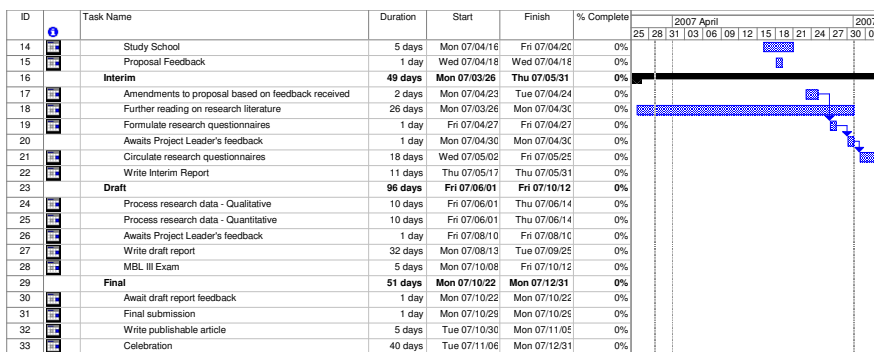 ID Task Name Duration Start Finish % Complete
2007 April 2007
25 28 31 03 06 09 12 15 18 21 24 27 30 0
14 Study School 5 days Mon 07/04/16 Fri 07/04/20 0%
15 Proposal Feedback 1 day Wed 07/04/18 Wed 07/04/18 0%
16 Interim 49 days Mon 07/03/26 Thu 07/05/31 0%
17 Amendments to proposal based on feedback received 2 days Mon 07/04/23 Tue 07/04/24 0%
18 Further reading on research literature 26 days Mon 07/03/26 Mon 07/04/30 0%
19 Formulate research questionnaires 1 day Fri 07/04/27 Fri 07/04/27 0%
20 Awaits Project Leader's feedback 1 day Mon 07/04/30 Mon 07/04/30 0%
21 Circulate research questionnaires 18 days Wed 07/05/02 Fri 07/05/25 0%
22 Write Interim Report 11 days Thu 07/05/17 Thu 07/05/31 0%
23 Draft 96 days Fri 07/06/01 Fri 07/10/12 0%
24 Process research data - Qualitative 10 days Fri 07/06/01 Thu 07/06/14 0%
25 Process research data - Quantitative 10 days Fri 07/06/01 Thu 07/06/14 0%
26 Awaits Project Leader's feedback 1 day Fri 07/08/10 Fri 07/08/10 0%
27 Write draft report 32 days Mon 07/08/13 Tue 07/09/25 0%
28 MBL III Exam 5 days Mon 07/10/08 Fri 07/10/12 0%
29 Final 51 days Mon 07/10/22 Mon 07/12/31 0%
30 Await draft report feedback 1 day Mon 07/10/22 Mon 07/10/22 0%
31 Final submission 1 day Mon 07/10/29 Mon 07/10/29 0%
32 Write publishable article 5 days Tue 07/10/30 Mon 07/11/05 0%
33 Celebration 40 days Tue 07/11/06 Mon 07/12/31 0%